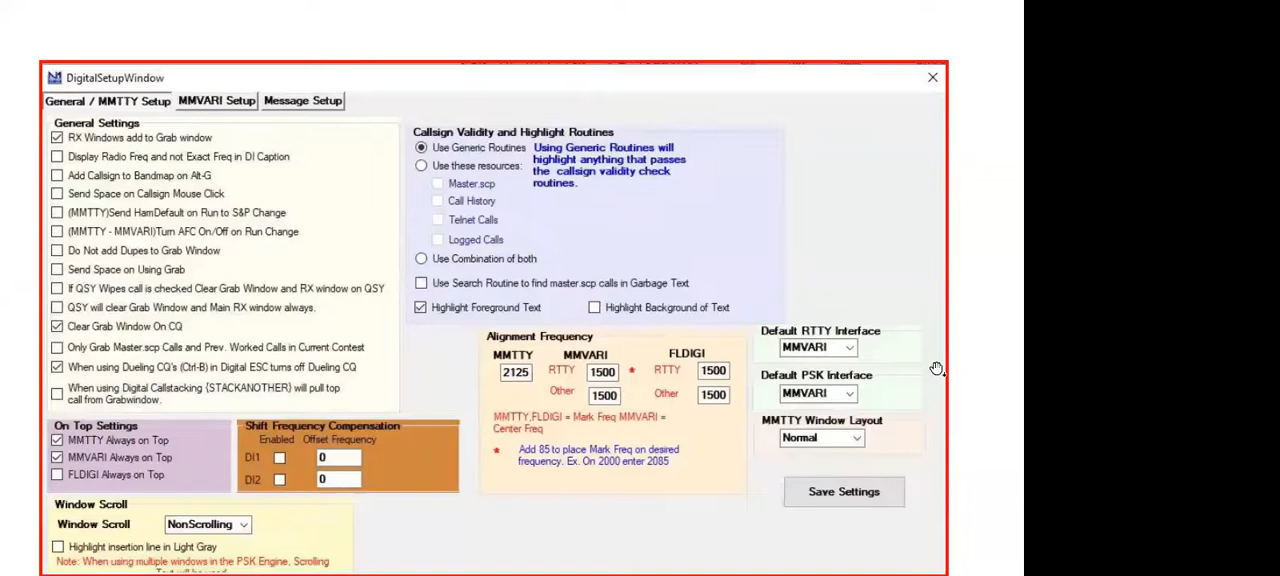 DigitalSetupWindow
General / MMTTY Setup
MMVARI Setup
Message Setup
General Settings
RX Windows add to Grab window
Display Radio Freq and not Exact Freq in DI Caption
Add Callsign to Bandmap on Alt-G
Send Space on Callsign Mouse Click
(MMTTY)Send HamDefault on Run to S&P Change
(MMTTY - MMVARI)Turn AFC On/Off on Run Change
Do Not add Dupes to Grab Window
Send Space on Using Grab
If QSY Wipes call is checked Clear Grab Window and RX window on QSY
QSY will clear Grab Window and Main RX window always.
Clear Grab Window On CQ
Only Grab Master.scp Calls and Prev. Worked Calls in Current Contest
When using Dueling CQ's (Ctrl-B) in Digital ESC turns off Dueling CQ
When using Digital Callstacking {STACKANOTHER} will pull top
call from Grabwindow.
Callsign Validity and Highlight Routines
Use Generic Routines
Using Generic Routines will
highlight anything that passes
the callsign validity check
routines.
Use these resources:
Master.scp
Call History
Telnet Calls
Logged Calls
Use Combination of both
Use Search Routine to find master.scp calls in Garbage Text
Highlight Foreground Text
Highlight Background of Text
Alignment Frequency
MMTTY MMVARI FLDIGI
2125 RTTY 1500 * RTTY 1500
Other 1500 Other 1500
MMTTY,FLDIGI = Mark Freq MMVARI =
Center Freq
* Add 85 to place Mark Freq on desired
frequency. Ex. On 2000 enter 2085
Default RTTY Interface
MMVARI
Default PSK Interface
MMVARI
MMTTY Window Layout
Normal
Save Settings
On Top Settings
MMTTY Always on Top
MMVARI Always on Top
FLDIGI Always on Top
Shift Frequency Compensation
Enabled Offset Frequency
DI1 0
DI2 0
Window Scroll
Window Scroll NonScrolling
Highlight insertion line in Light Gray
Note: When using multiple windows in the PSK Engine, Scrolling